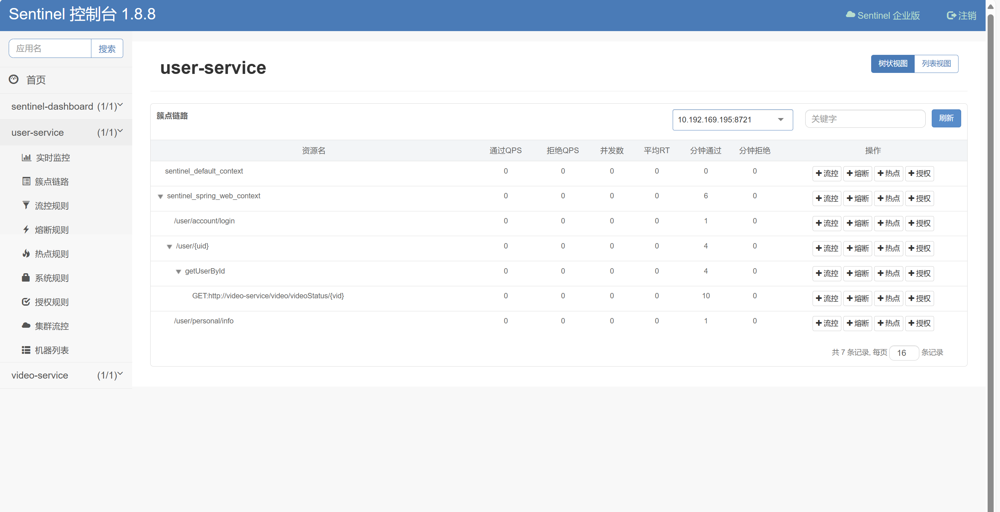 Sentinel 控制台 1.8.8
Sentinel 企业版 注销
应用名 搜索
首页
sentinel-dashboard (1/1)
user-service (1/1)
实时监控
簇点链路
流控规则
熔断规则
热点规则
系统规则
授权规则
集群流控
机器列表
video-service (1/1)
user-service
树状视图 列表视图
簇点链路 10.192.169.195:8721 关键字 刷新
资源名 通过QPS 拒绝QPS 并发数 平均RT 分钟通过 分钟拒绝 操作
sentinel_default_context 0 0 0 0 0 0 流控 熔断 热点 授权
sentinel_spring_web_context 0 0 0 0 6 0 流控 熔断 热点 授权
/user/account/login 0 0 0 0 1 0 流控 熔断 热点 授权
/user/{uid} 0 0 0 0 4 0 流控 熔断 热点 授权
getUserById 0 0 0 0 4 0 流控 熔断 热点 授权
GET:http://video-service/video/videoStatus/{vid} 0 0 0 0 10 0 流控 熔断 热点 授权
/user/personal/info 0 0 0 0 1 0 流控 熔断 热点 授权
共 7 条记录, 每页 16 条记录